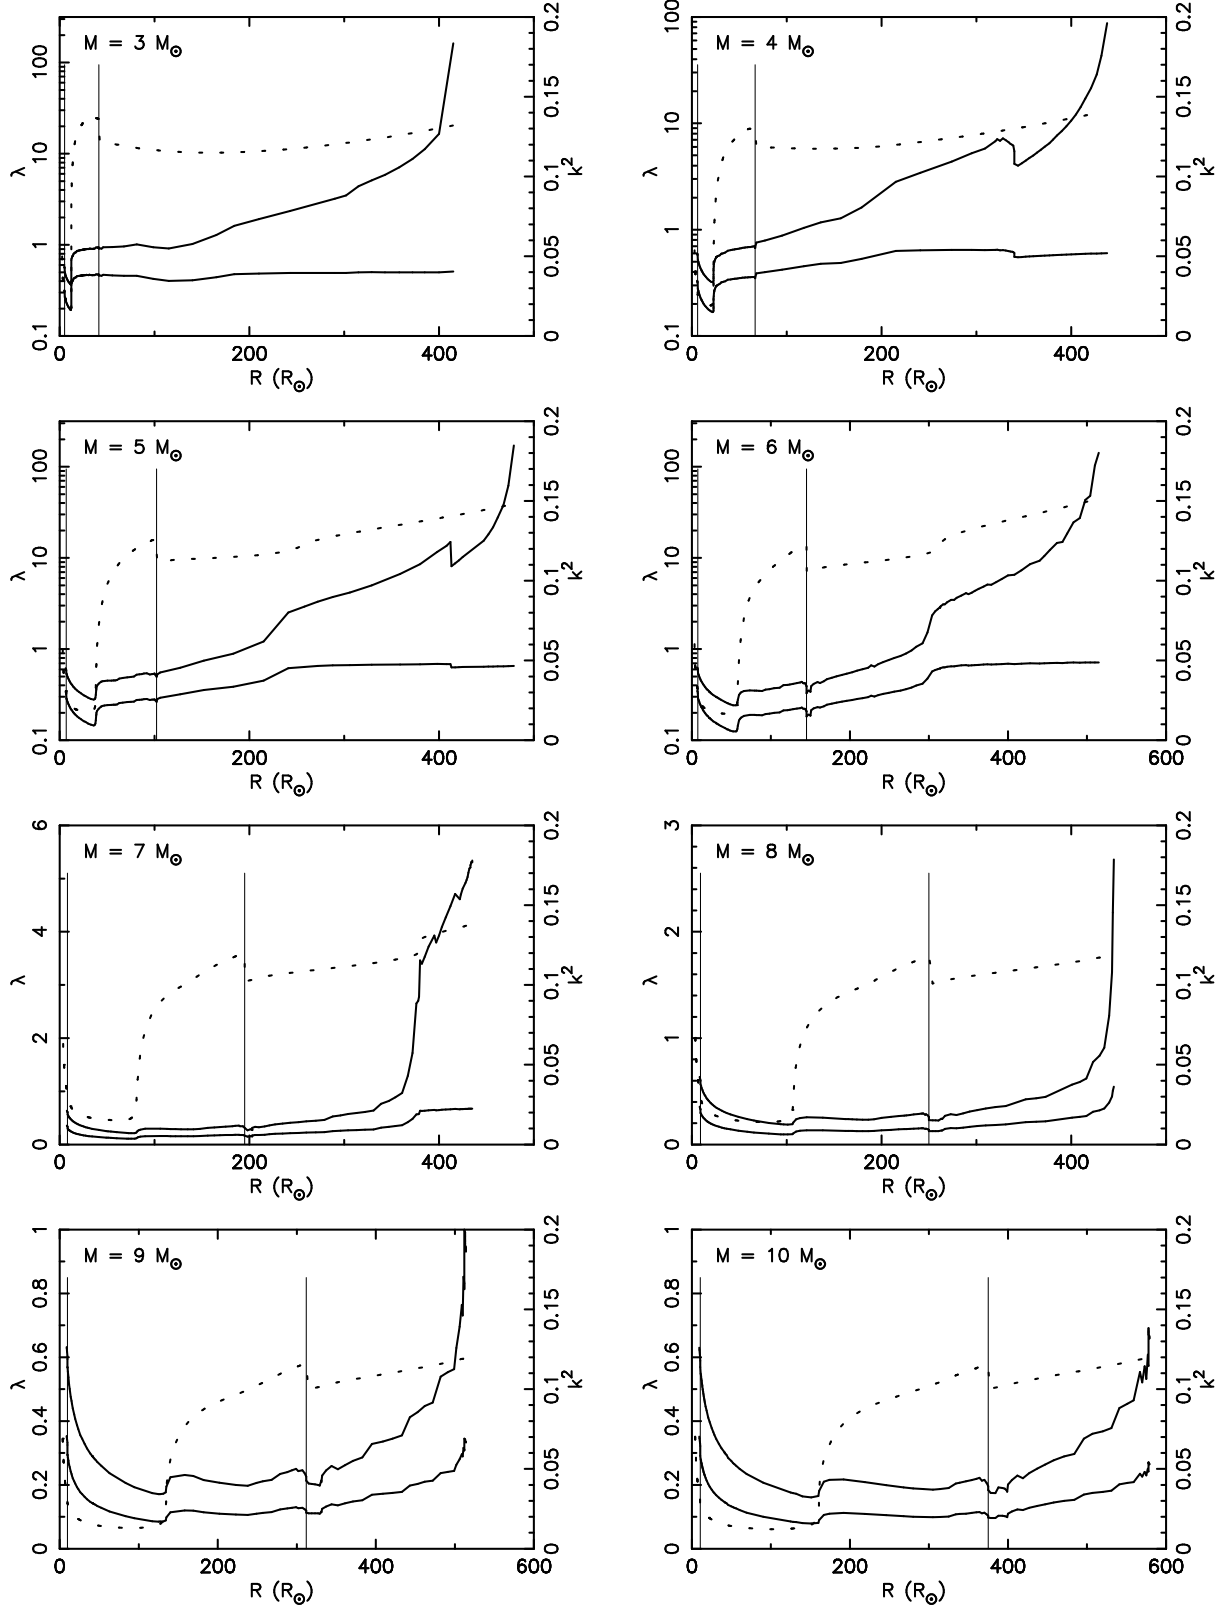 M = 3 M⊙
λ
100
10
1
0.1
0.2
0.15
0.1
0.05
0
k²
0 200 400
R (R⊙)
M = 4 M⊙
λ
100
10
1
0.1
0.2
0.15
0.1
0.05
0
k²
0 200 400
R (R⊙)
M = 5 M⊙
λ
100
10
1
0.1
0.2
0.15
0.1
0.05
0
k²
0 200 400
R (R⊙)
M = 6 M⊙
λ
100
10
1
0.1
0.2
0.15
0.1
0.05
0
k²
0 200 400 600
R (R⊙)
M = 7 M⊙
λ
6
4
2
0
0.2
0.15
0.1
0.05
0
k²
0 200 400
R (R⊙)
M = 8 M⊙
λ
3
2
1
0
0.2
0.15
0.1
0.05
0
k²
0 200 400
R (R⊙)
M = 9 M⊙
λ
1
0.8
0.6
0.4
0.2
0
0.2
0.15
0.1
0.05
0
k²
0 200 400 600
R (R⊙)
M = 10 M⊙
λ
1
0.8
0.6
0.4
0.2
0
0.2
0.15
0.1
0.05
0
k²
0 200 400 600
R (R⊙)